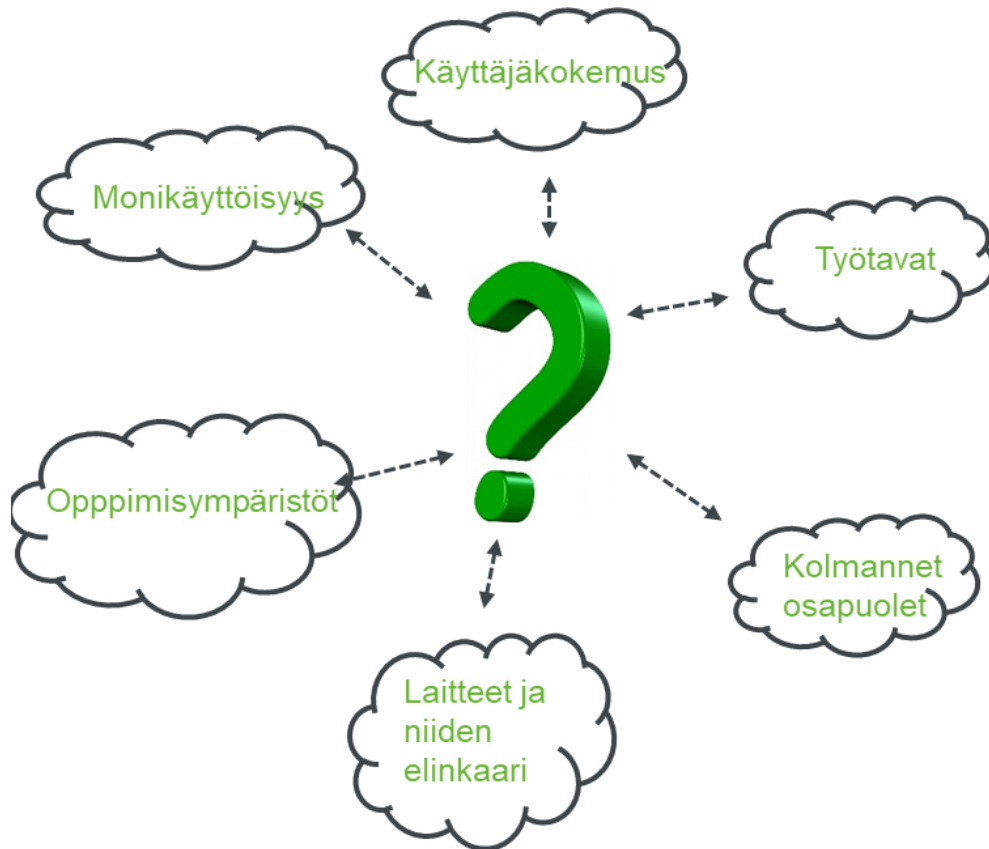 Käyttäjäkokemus
Monikäyttöisyys
Työtavat
Opppimisympäristöt
Kolmannet
osapuolet
Laitteet ja
niiden
elinkaari